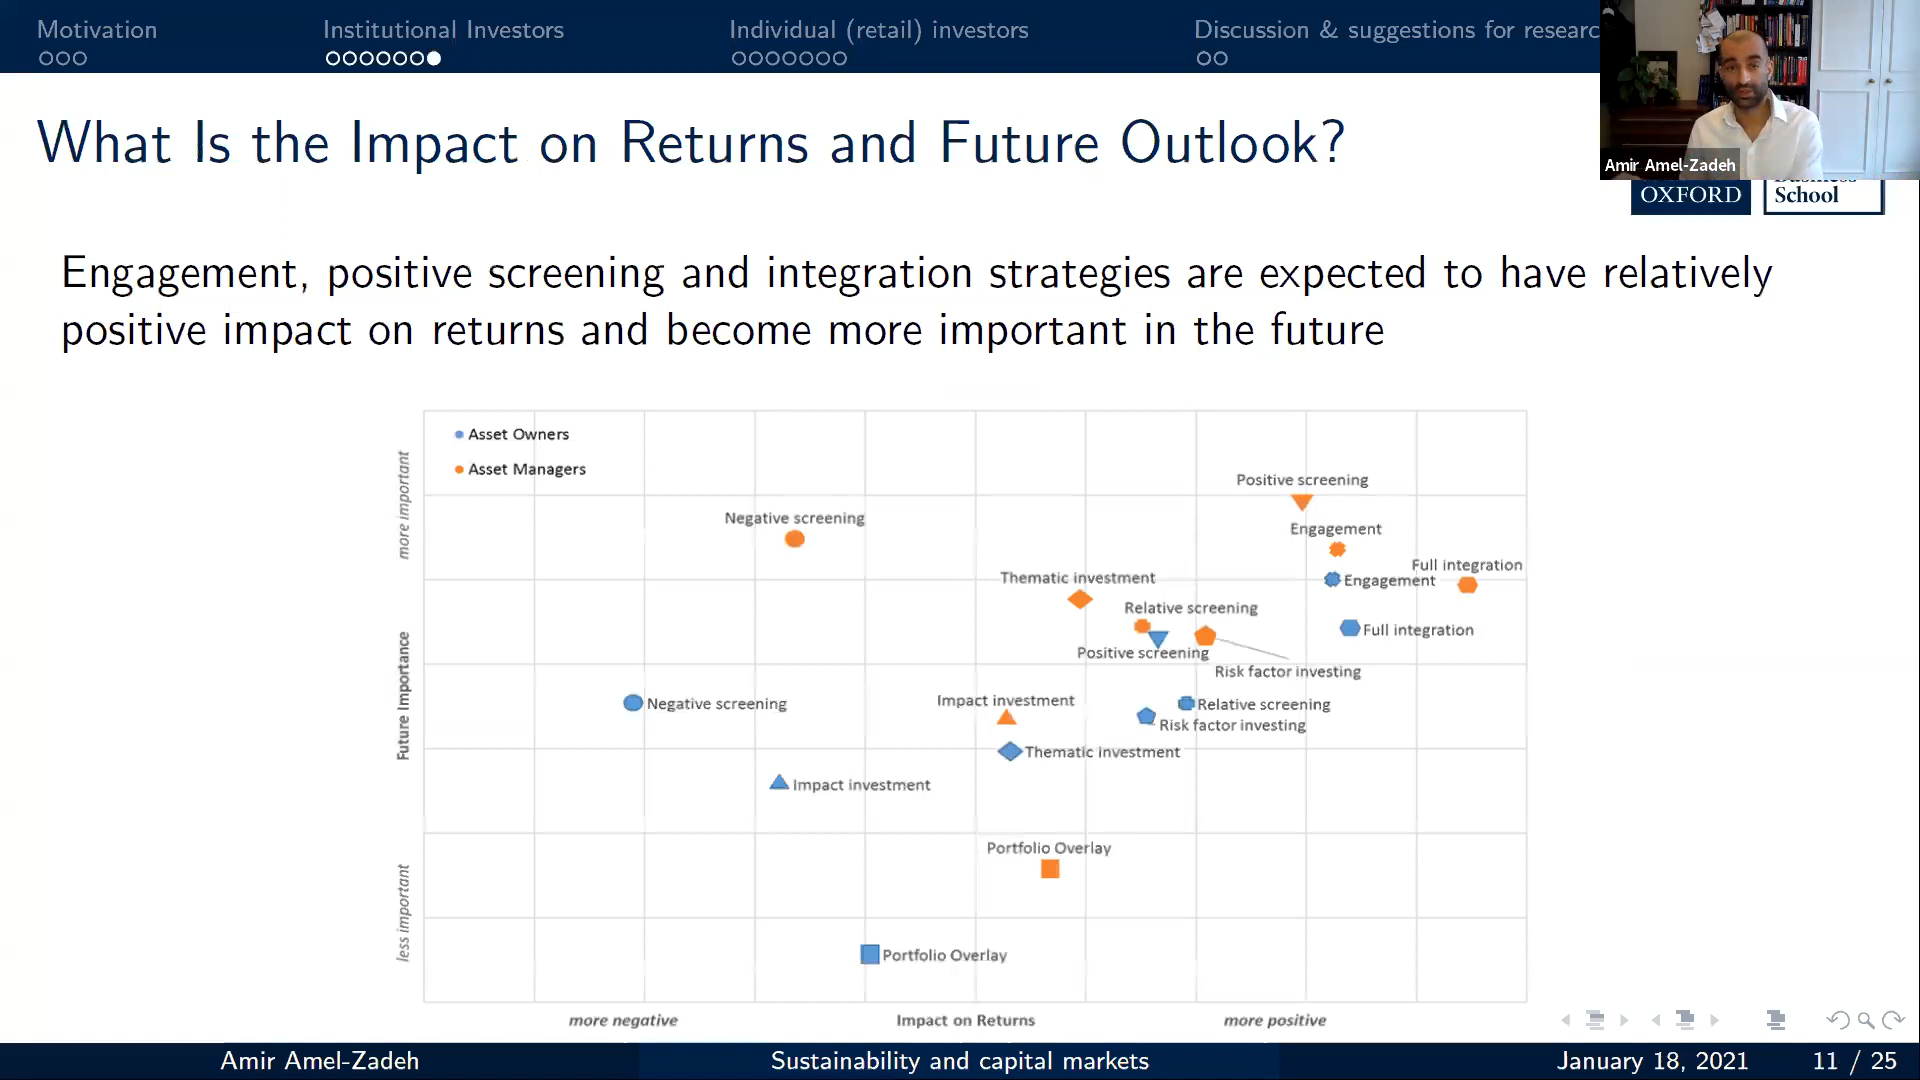 Motivation
Institutional Investors
Individual (retail) investors
Discussion & suggestions for researc
Amir Amel-Zadeh
What Is the Impact on Returns and Future Outlook?
OXFORD
School
Engagement, positive screening and integration strategies are expected to have relatively
positive impact on returns and become more important in the future
Asset Owners
Asset Managers
more important
Future Importance
less important
Positive screening
Negative screening
Engagement
Full integration
Thematic investment
Engagement
Relative screening
Full integration
Positive screening
Risk factor investing
Impact investment
Negative screening
Relative screening
Risk factor investing
Thematic investment
Impact investment
Portfolio Overlay
Portfolio Overlay
more negative
Impact on Returns
more positive
Amir Amel-Zadeh
Sustainability and capital markets
January 18, 2021
11 / 25